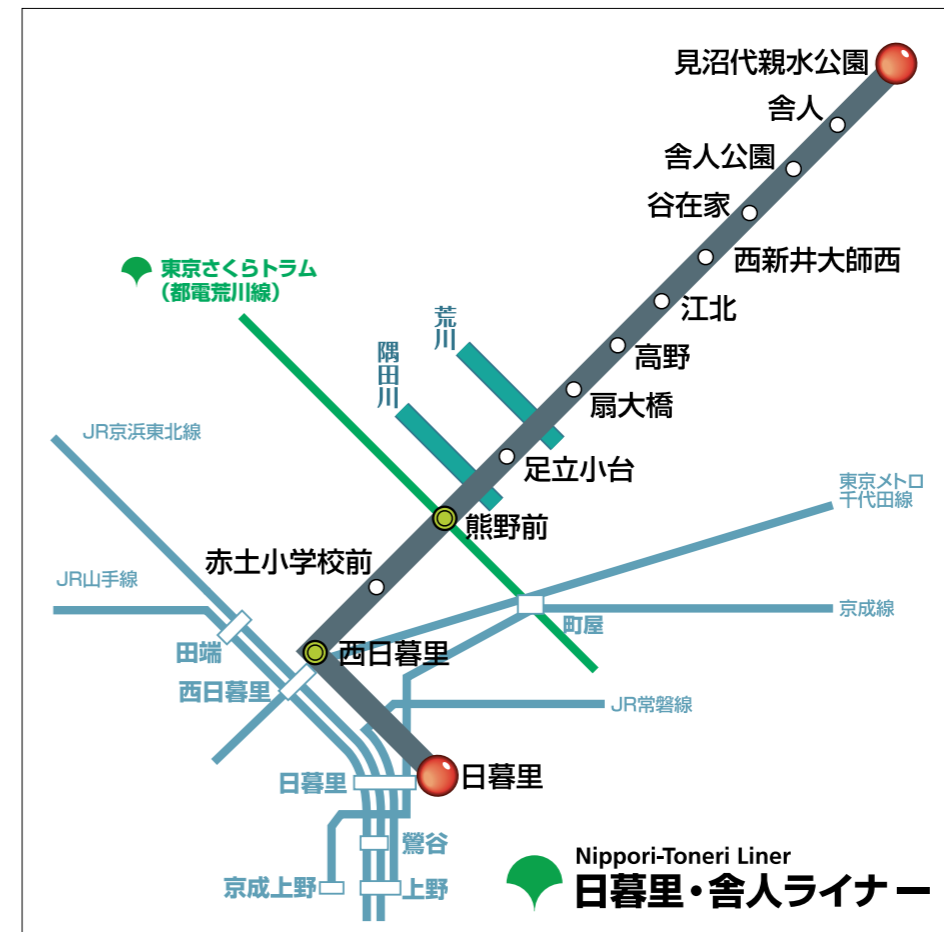 見沼代親水公園
舎人
舎人公園
谷在家
西新井大師西
東京さくらトラム
（都電荒川線）
江北
荒川
高野
隅田川
扇大橋
JR京浜東北線
足立小台
東京メトロ
千代田線
熊野前
赤土小学校前
JR山手線
京成線
町屋
田端
西日暮里
西日暮里
JR常磐線
日暮里
日暮里
鶯谷
京成上野
上野
Nippori-Toneri Liner
日暮里・舎人ライナー